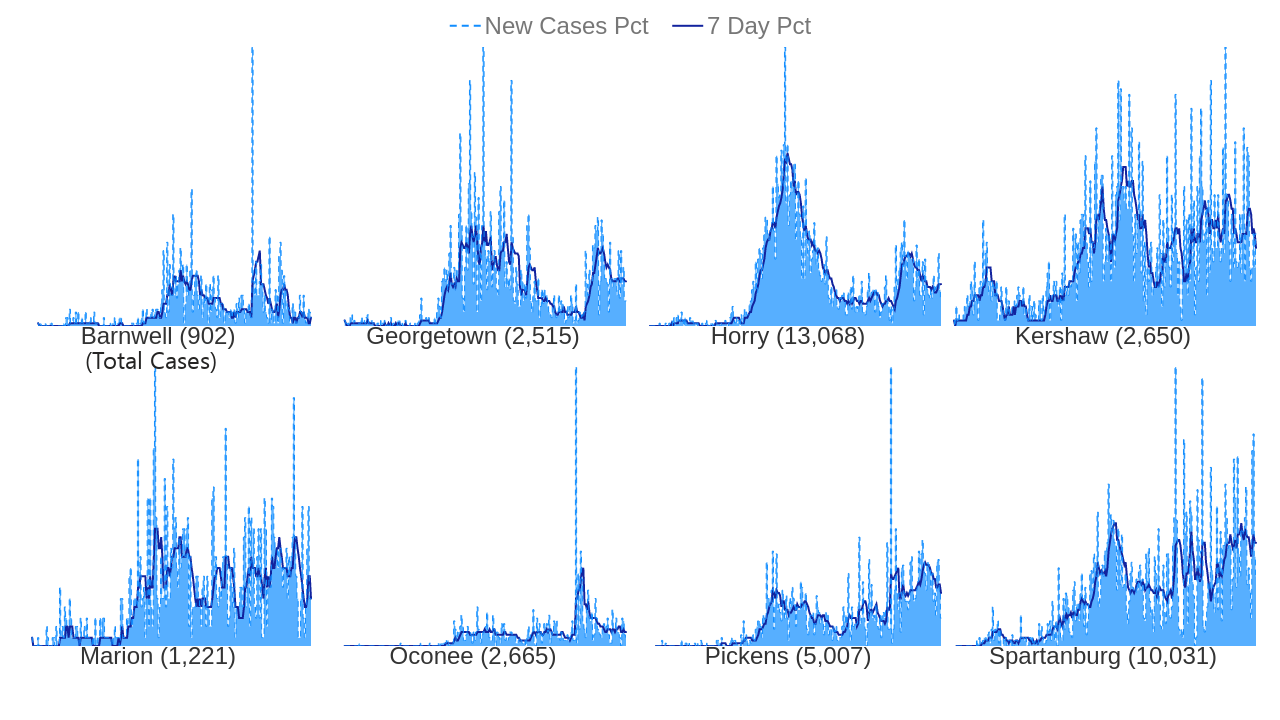 New Cases Pct 7 Day Pct
Barnwell (902) Georgetown (2,515) Horry (13,068) Kershaw (2,650)
(Total Cases)
Marion (1,221) Oconee (2,665) Pickens (5,007) Spartanburg (10,031)